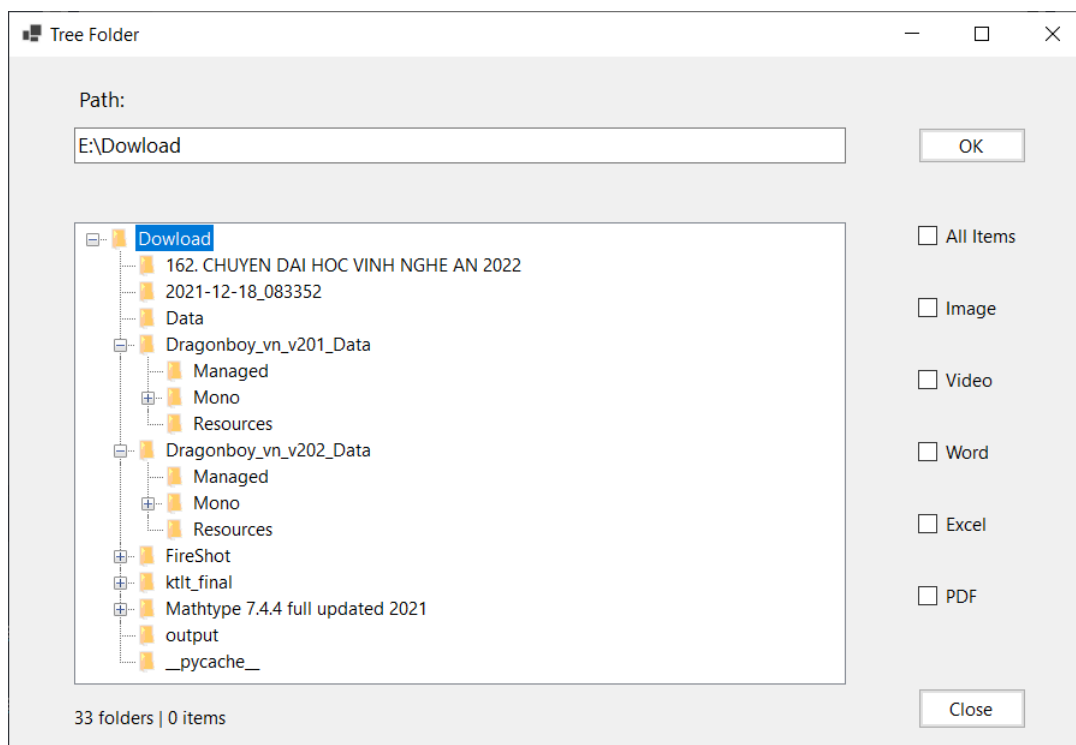 Tree Folder
Path:
E:\Dowload
OK
Dowload
162. CHUYEN DAI HOC VINH NGHE AN 2022
2021-12-18_083352
Data
Dragonboy_vn_v201_Data
Managed
Mono
Resources
Dragonboy_vn_v202_Data
Managed
Mono
Resources
FireShot
ktlt_final
Mathtype 7.4.4 full updated 2021
output
__pycache__
All Items
Image
Video
Word
Excel
PDF
33 folders | 0 items
Close